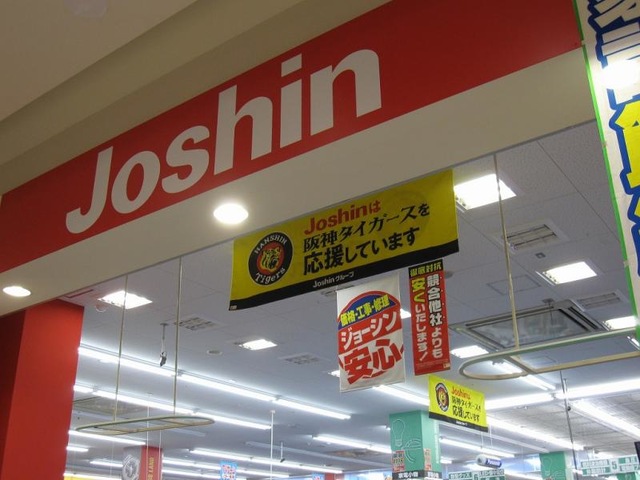 Joshin
HANSHIN
Tigers
Joshinは
阪神タイガースを
応援しています
Joshinグループ
ジョーシン
安心
徹底対抗
競合他社よりも
安くいたします!
Joshinは
阪神タイガースを
応援しています